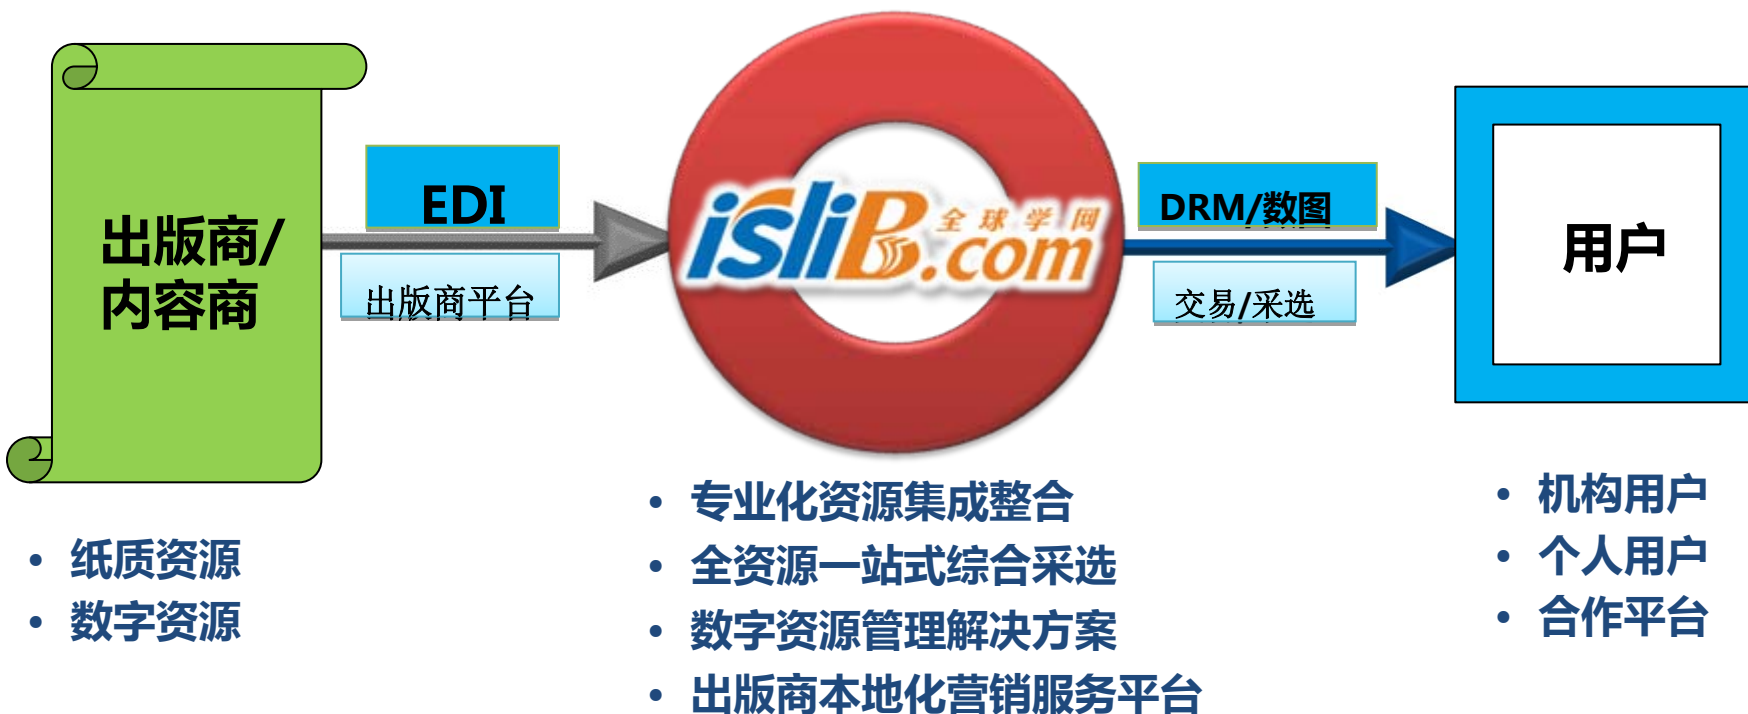 出版商/
内容商
EDI
出版商平台
isliB.com
全球学网
DRM/数图
交易/采选
用户
• 纸质资源
• 数字资源
• 专业化资源集成整合
• 全资源一站式综合采选
• 数字资源管理解决方案
• 出版商本地化营销服务平台
• 机构用户
• 个人用户
• 合作平台